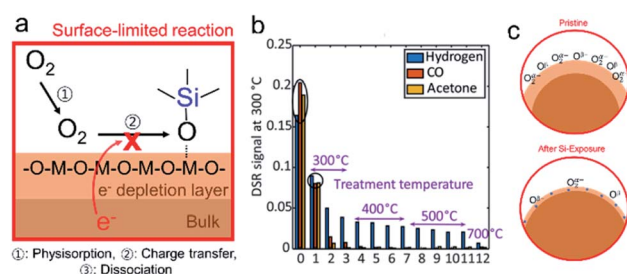 a
Surface-limited reaction
O₂
①
O₂
②
X
Si
O
-O-M-O-M-O-M-O-M-O
e⁻ depletion layer
e⁻
Bulk
①: Physisorption, ②: Charge transfer,
③: Dissociation
b
DSR signal at 300 °C
0.25
0.2
0.15
0.1
0.05
0
Hydrogen
CO
Acetone
300°C
Treatment temperature
400°C
500°C
700°C
0 1 2 3 4 5 6 7 8 9 10 11 12
c
Pristine
After Si-Exposure